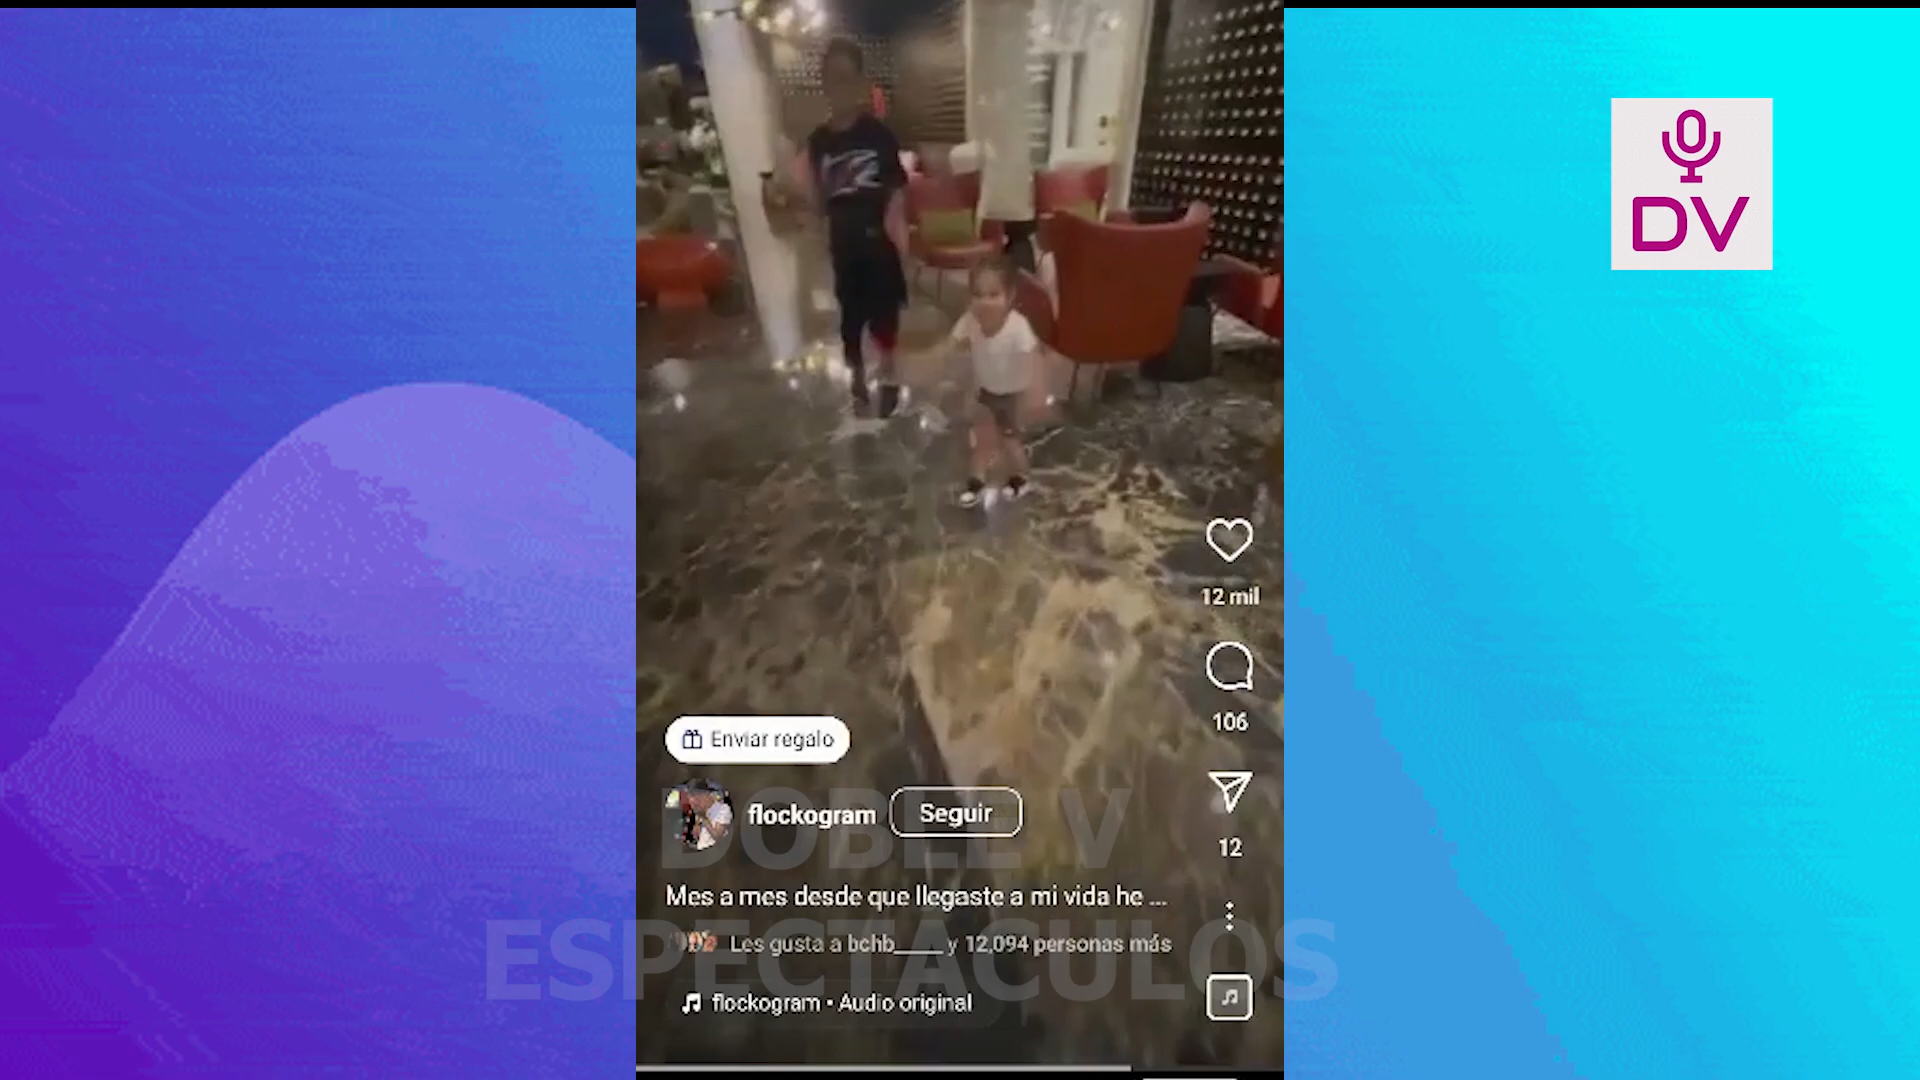 DV
12 mil
106
Enviar regalo
flockogram
Seguir
12
DOBLE V
Mes a mes desde que llegaste a mi vida he ...
Les gusta a bchb____ y 12,094 personas más
ESPECTÁCULOS
flockogram • Audio original